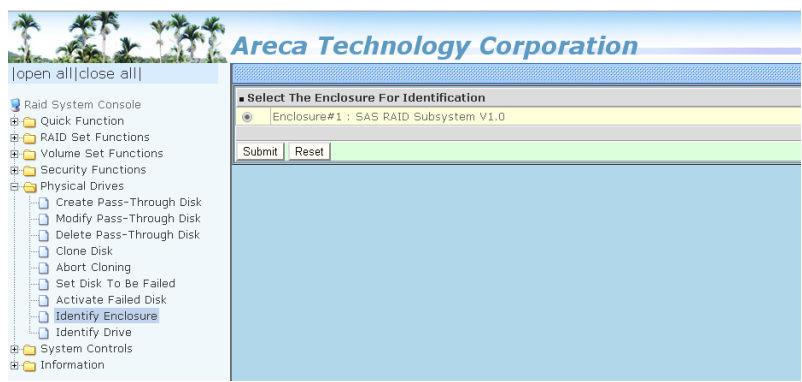 Areca Technology Corporation
|open all|close all|
Raid System Console
Quick Function
RAID Set Functions
Volume Set Functions
Security Functions
Physical Drives
Create Pass-Through Disk
Modify Pass-Through Disk
Delete Pass-Through Disk
Clone Disk
Abort Cloning
Set Disk To Be Failed
Activate Failed Disk
Identify Enclosure
Identify Drive
System Controls
Information
Select The Enclosure For Identification
Enclosure#1 : SAS RAID Subsystem V1.0
Submit Reset